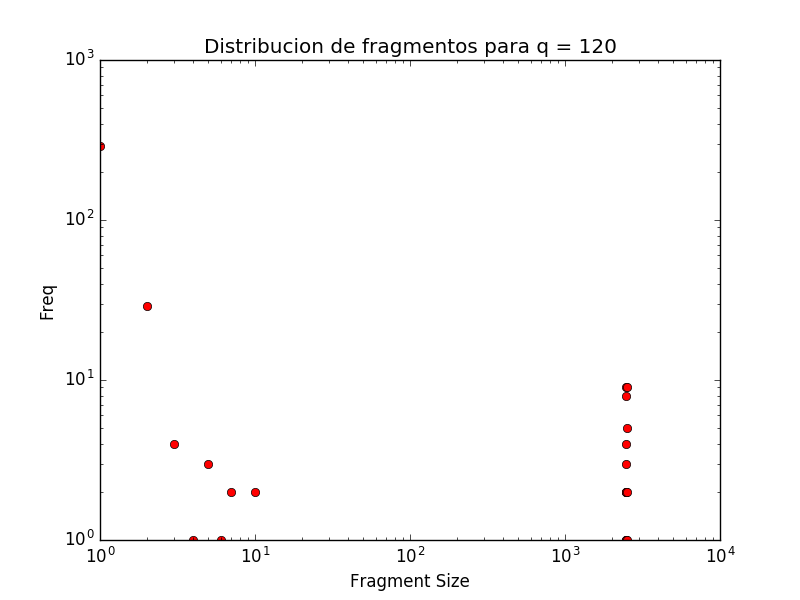 Distribucion de fragmentos para q = 120
10³
10²
10¹
10⁰
Freq
10⁰ 10¹ 10² 10³ 10⁴
Fragment Size